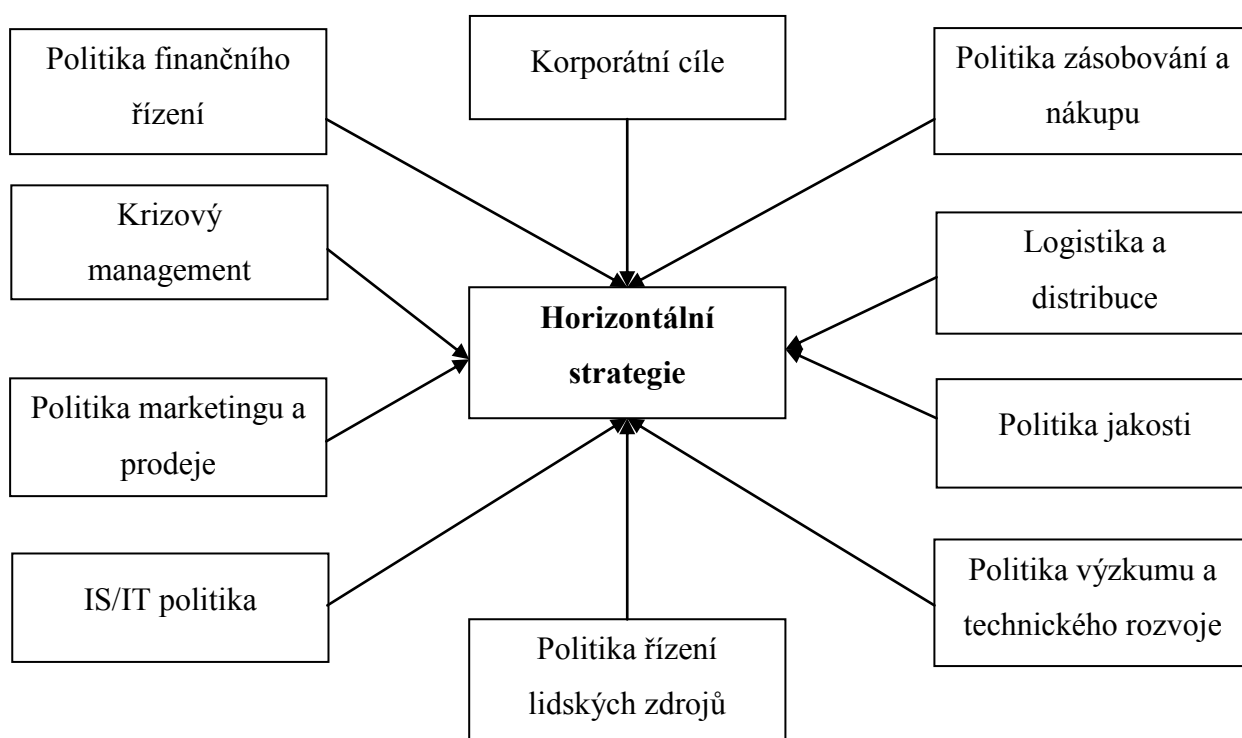 Politika finančního
řízení
Korporátní cíle
Politika zásobování a
nákupu
Krizový
management
Logistika a
distribuce
Horizontální
strategie
Politika marketingu a
prodeje
Politika jakosti
IS/IT politika
Politika řízení
lidských zdrojů
Politika výzkumu a
technického rozvoje